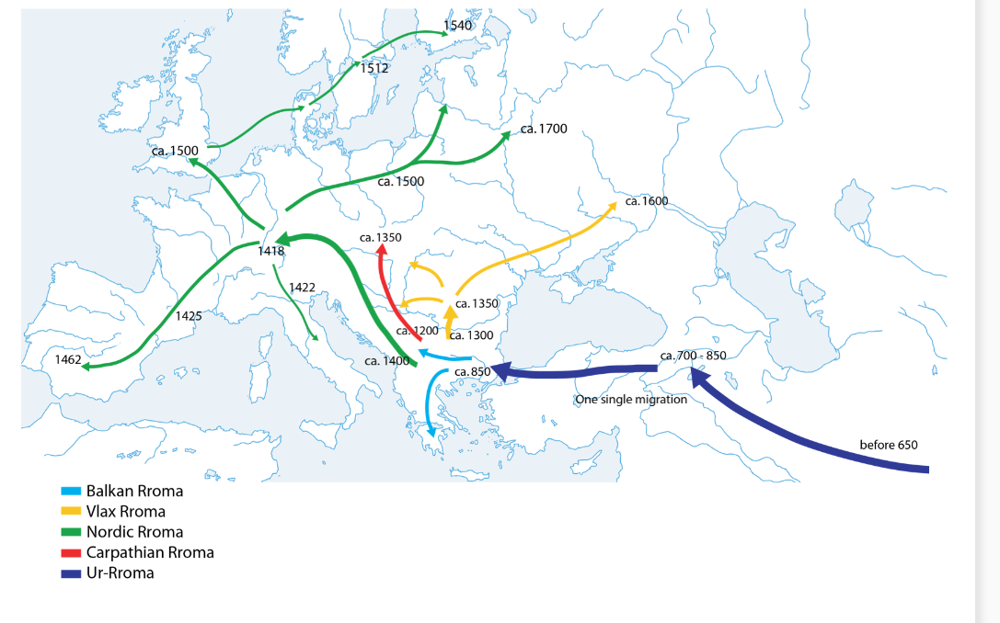 1540
1512
ca. 1700
ca. 1500
ca. 1500
ca. 1600
ca. 1350
1418
1422
ca. 1350
1425
ca. 1200
ca. 1300
1462
ca. 1400
ca. 850
ca. 700 - 850
One single migration
before 650
Balkan Rroma
Vlax Rroma
Nordic Rroma
Carpathian Rroma
Ur-Rroma